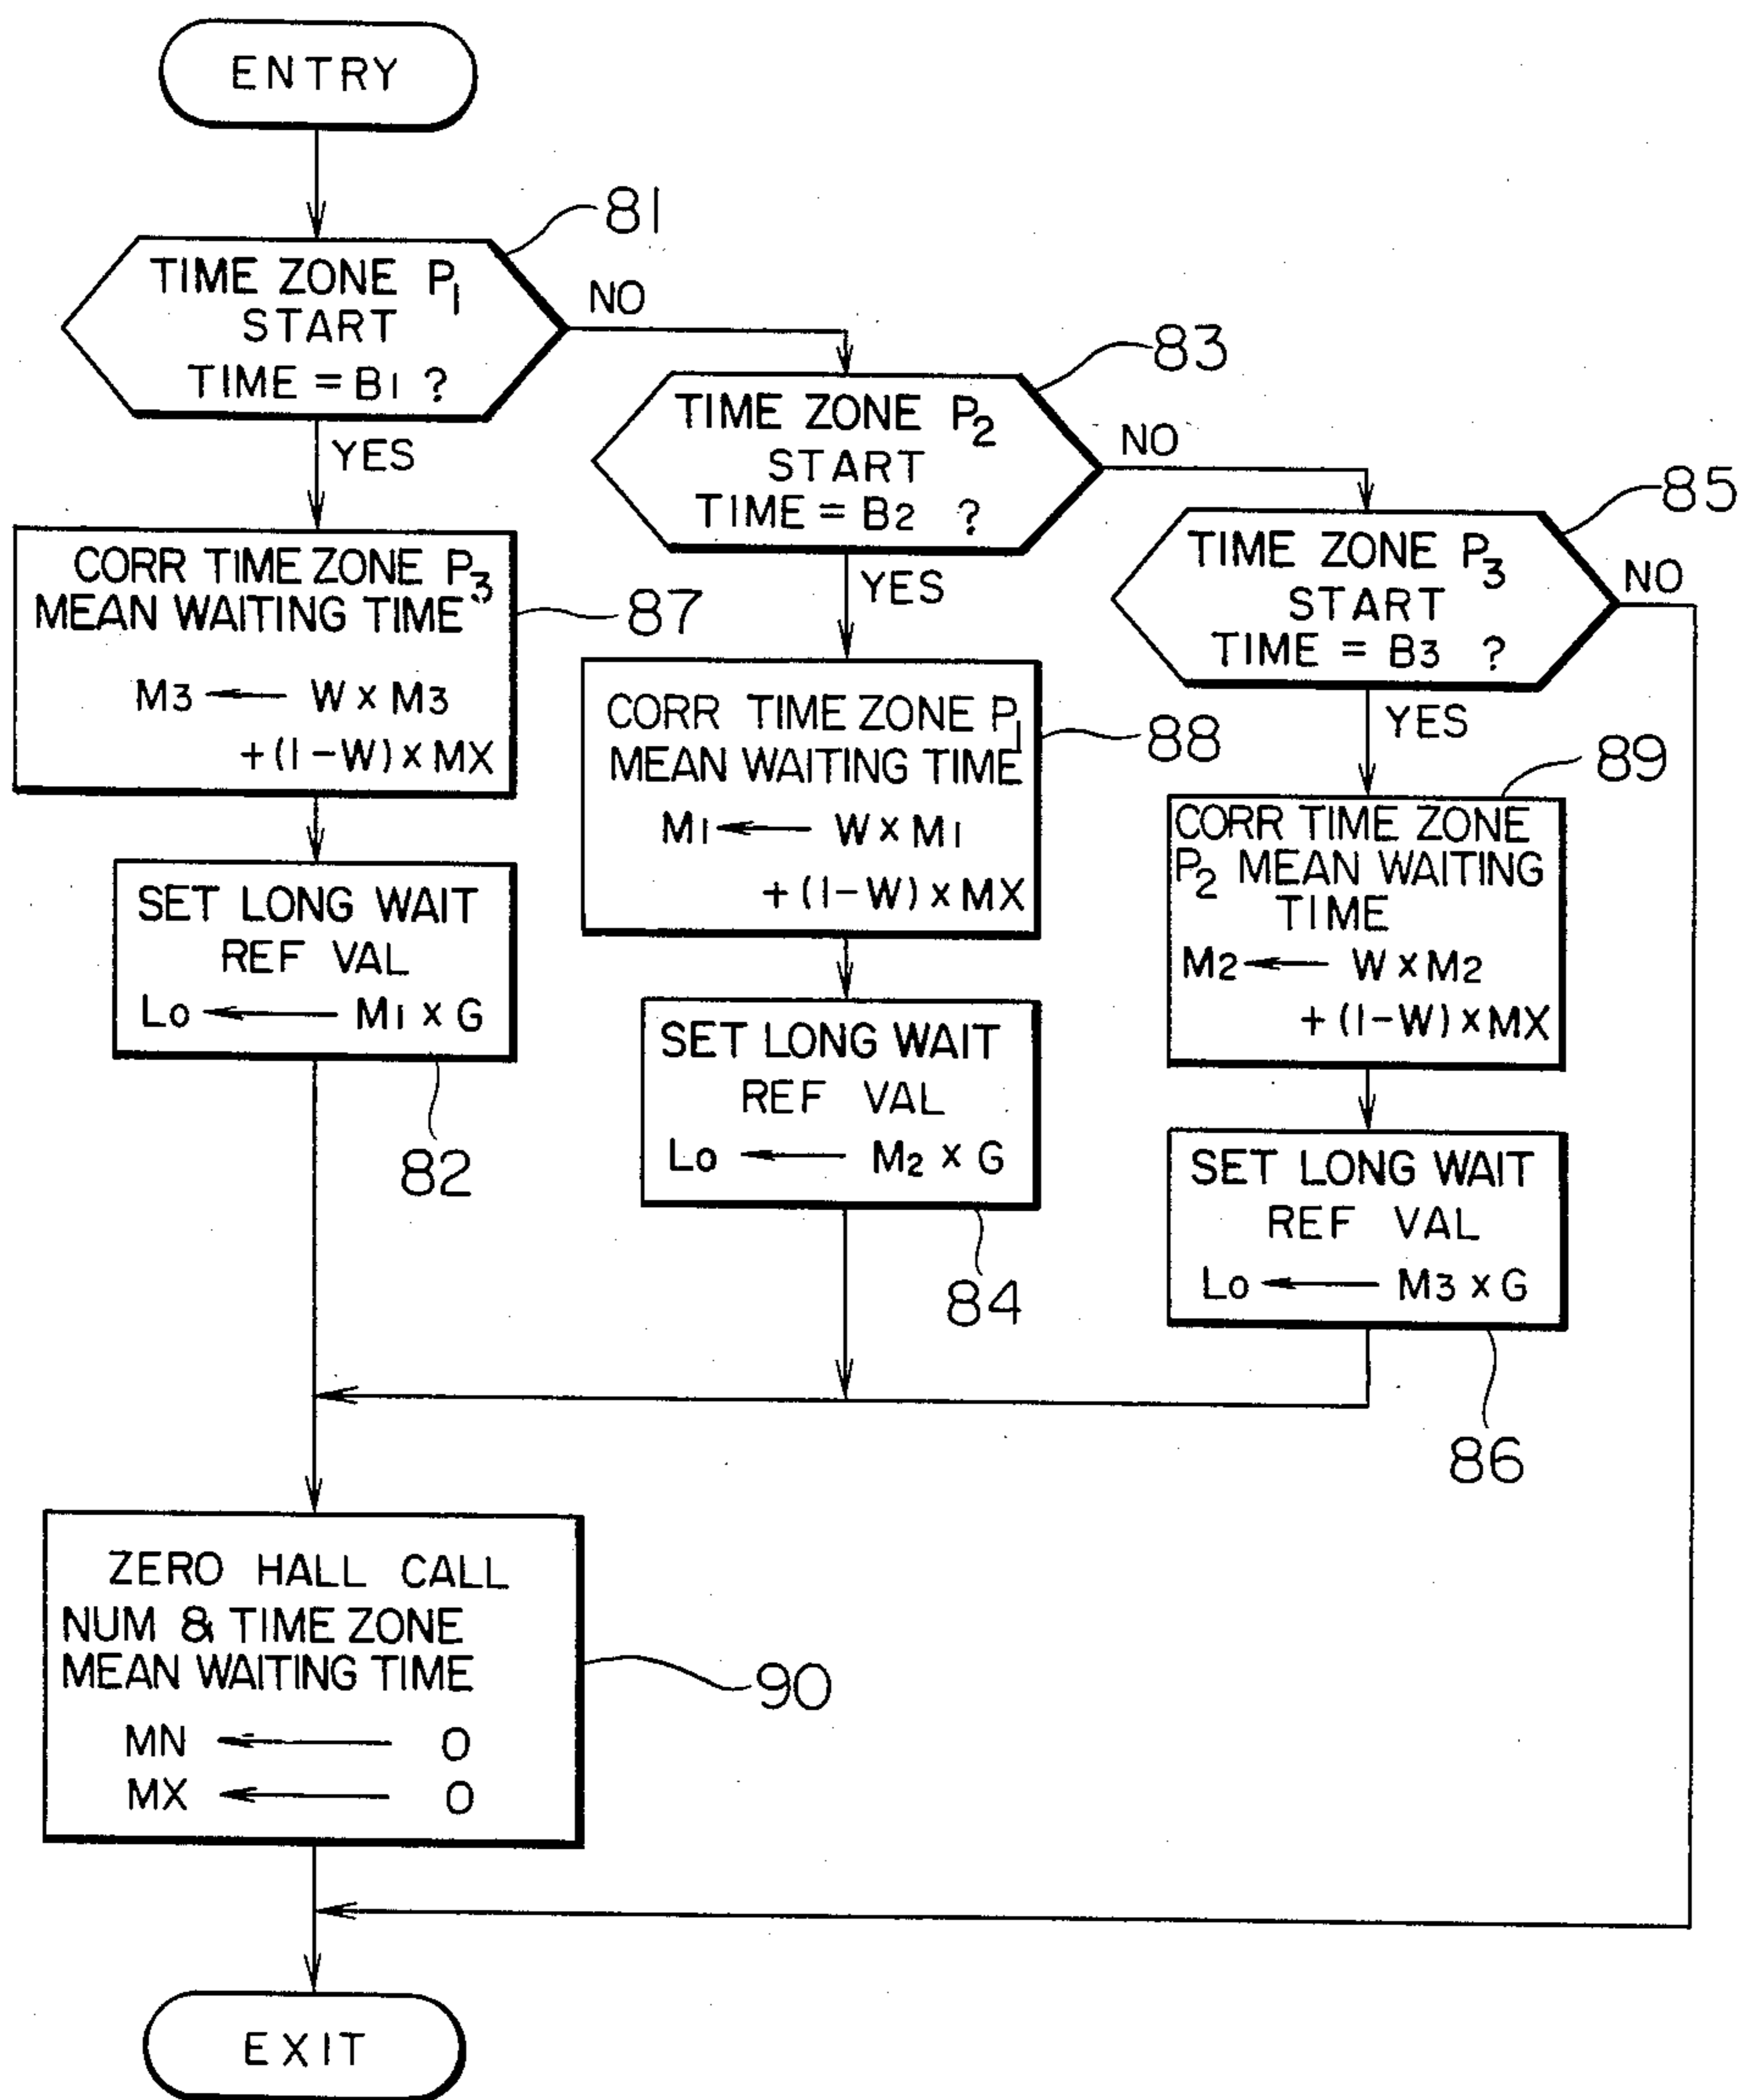 ENTRY
81
TIME ZONE P1
START
TIME = B1 ?
NO
YES
83
TIME ZONE P2
START
TIME = B2 ?
NO
YES
85
TIME ZONE P3
START
TIME = B3 ?
NO
YES
CORR TIME ZONE P3
MEAN WAITING TIME
M3 ← W × M3
+ (1-W) × MX
87
SET LONG WAIT
REF VAL
Lo ← M1 × G
82
CORR TIME ZONE P1
MEAN WAITING TIME
M1 ← W × M1
+ (1-W) × MX
88
SET LONG WAIT
REF VAL
Lo ← M2 × G
84
89
CORR TIME ZONE
P2 MEAN WAITING
TIME
M2 ← W × M2
+ (1-W) × MX
SET LONG WAIT
REF VAL
Lo ← M3 × G
86
ZERO HALL CALL
NUM & TIME ZONE
MEAN WAITING TIME
MN ← 0
MX ← 0
90
EXIT